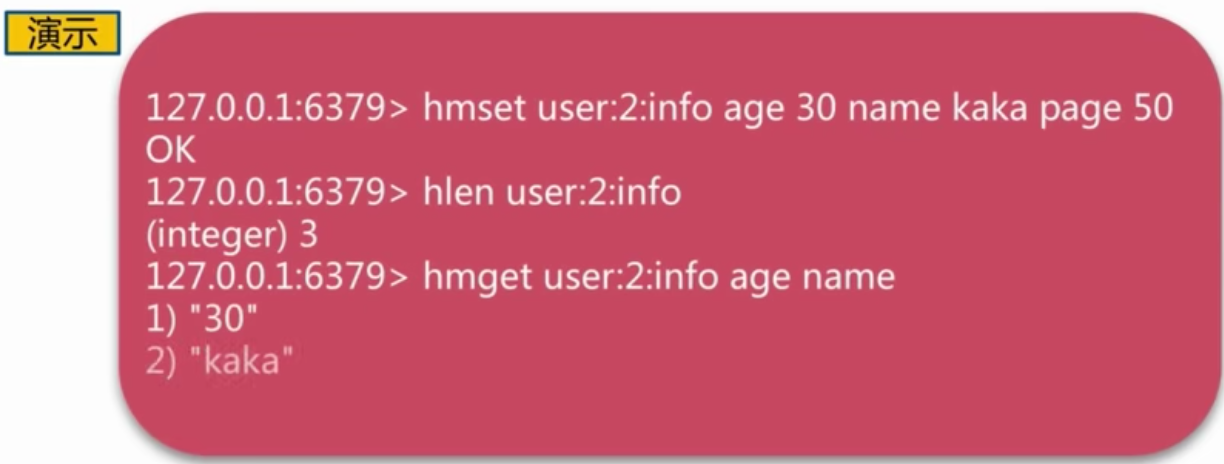 演示
127.0.0.1:6379> hmset user:2:info age 30 name kaka page 50
OK
127.0.0.1:6379> hlen user:2:info
(integer) 3
127.0.0.1:6379> hmget user:2:info age name
1) "30"
2) "kaka"